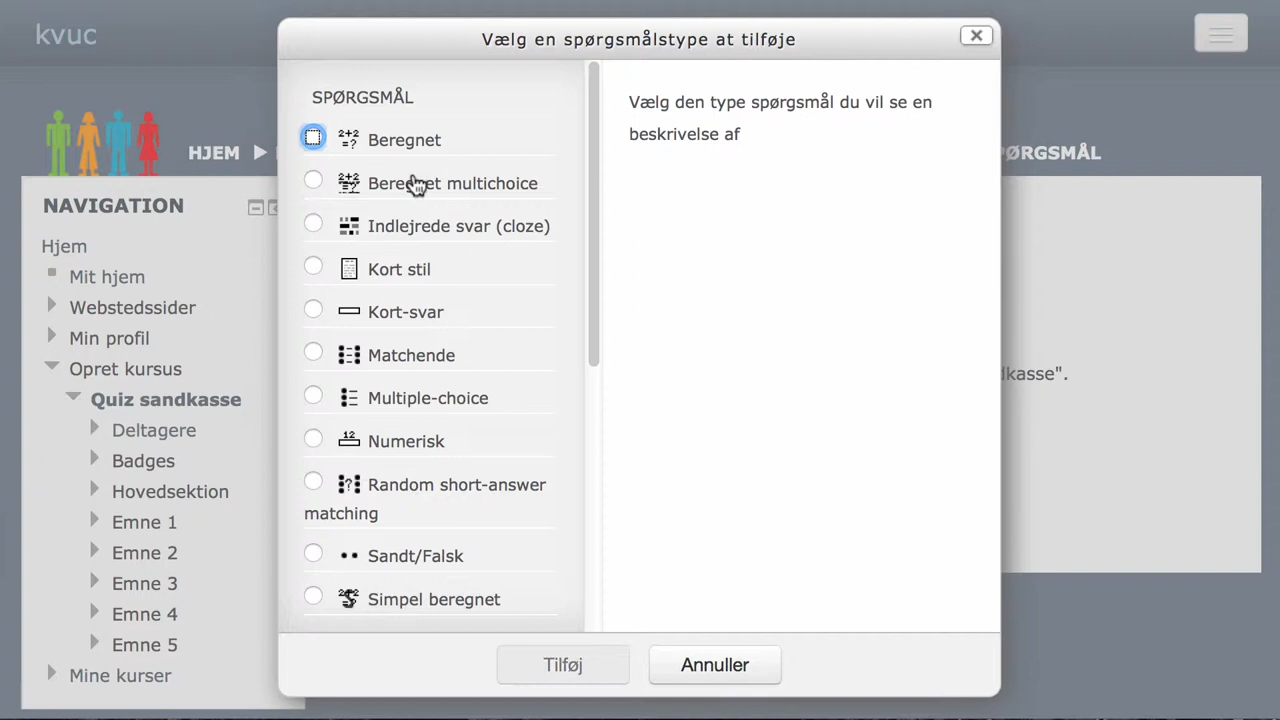 kvuc
Vælg en spørgsmålstype at tilføje
HJEM
ØRGSMÅL
NAVIGATION
Hjem
Mit hjem
Webstedssider
Min profil
Opret kursus
Quiz sandkasse
Deltagere
Badges
Hovedsektion
Emne 1
Emne 2
Emne 3
Emne 4
Emne 5
Mine kurser
SPØRGSMÅL
Beregnet
Beregnet multichoice
Indlejrede svar (cloze)
Kort stil
Kort-svar
Matchende
Multiple-choice
Numerisk
Random short-answer
matching
Sandt/Falsk
Simpel beregnet
Vælg den type spørgsmål du vil se en
beskrivelse af
dkasse".
Tilføj
Annuller